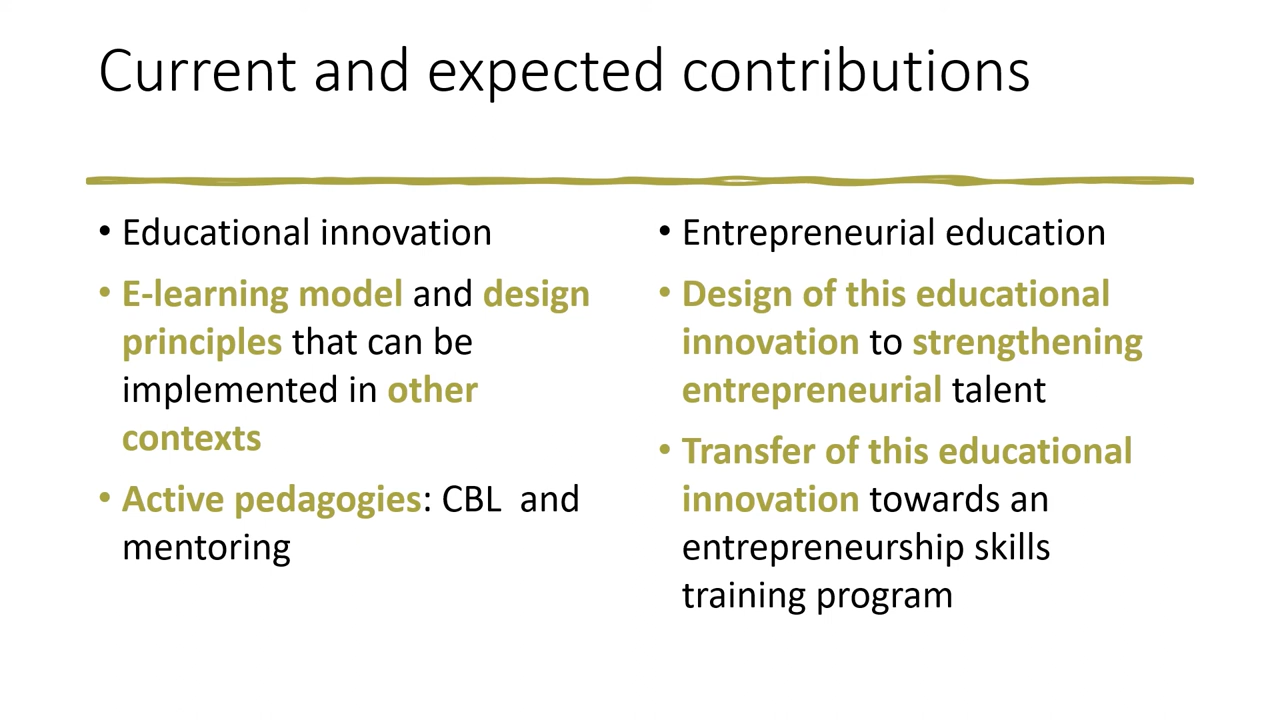 Current and expected contributions
• Educational innovation
• E-learning model and design
principles that can be
implemented in other
contexts
• Active pedagogies: CBL  and
mentoring
• Entrepreneurial education
• Design of this educational
innovation to strengthening
entrepreneurial talent
• Transfer of this educational
innovation towards an
entrepreneurship skills
training program